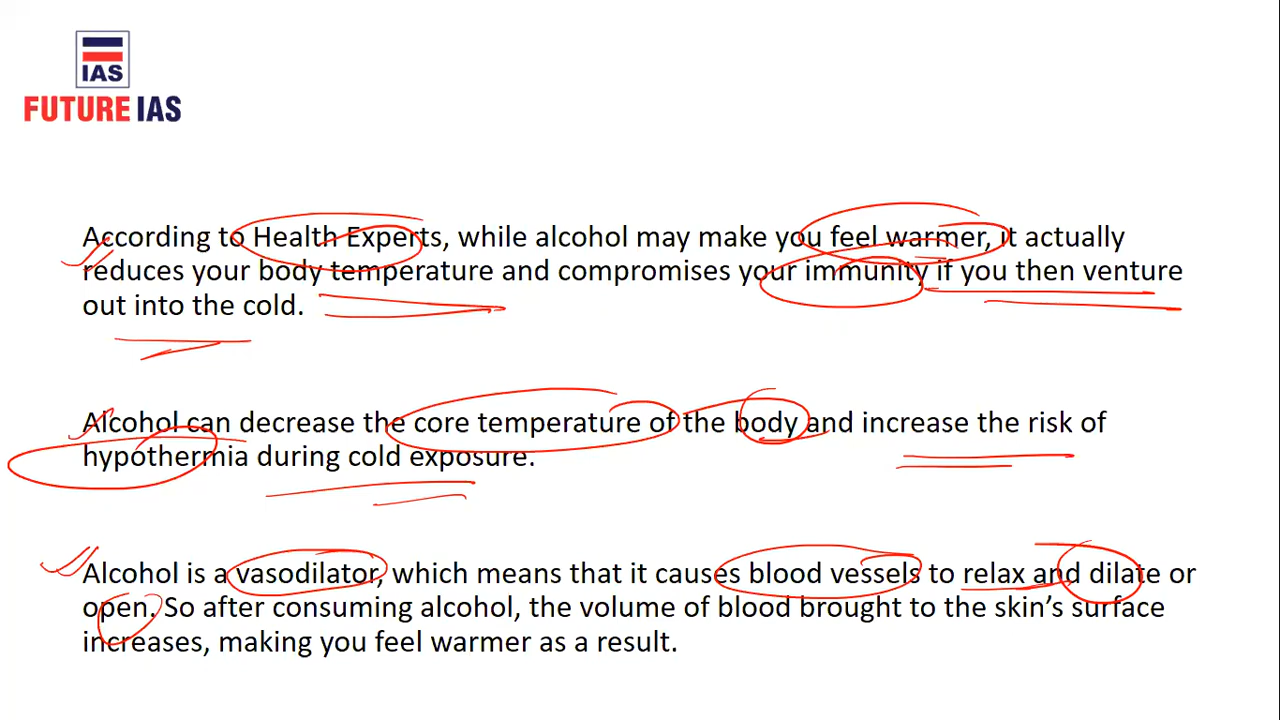 IAS
FUTURE IAS
According to Health Experts, while alcohol may make you feel warmer, it actually
reduces your body temperature and compromises your immunity if you then venture
out into the cold.
Alcohol can decrease the core temperature of the body and increase the risk of
hypothermia during cold exposure.
Alcohol is a vasodilator, which means that it causes blood vessels to relax and dilate or
open. So after consuming alcohol, the volume of blood brought to the skin’s surface
increases, making you feel warmer as a result.